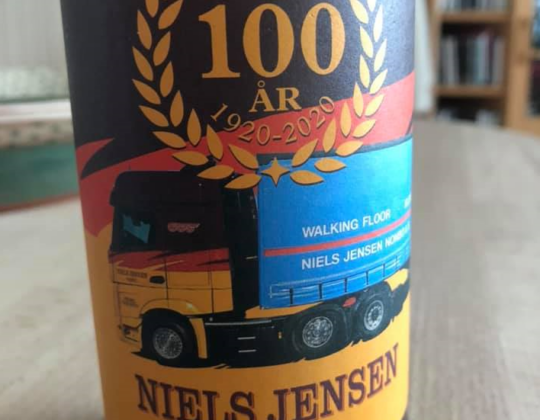 100
ÅR
1920-2020
WALKING FLOOR
NIELS JENSEN
NIELS JENSEN